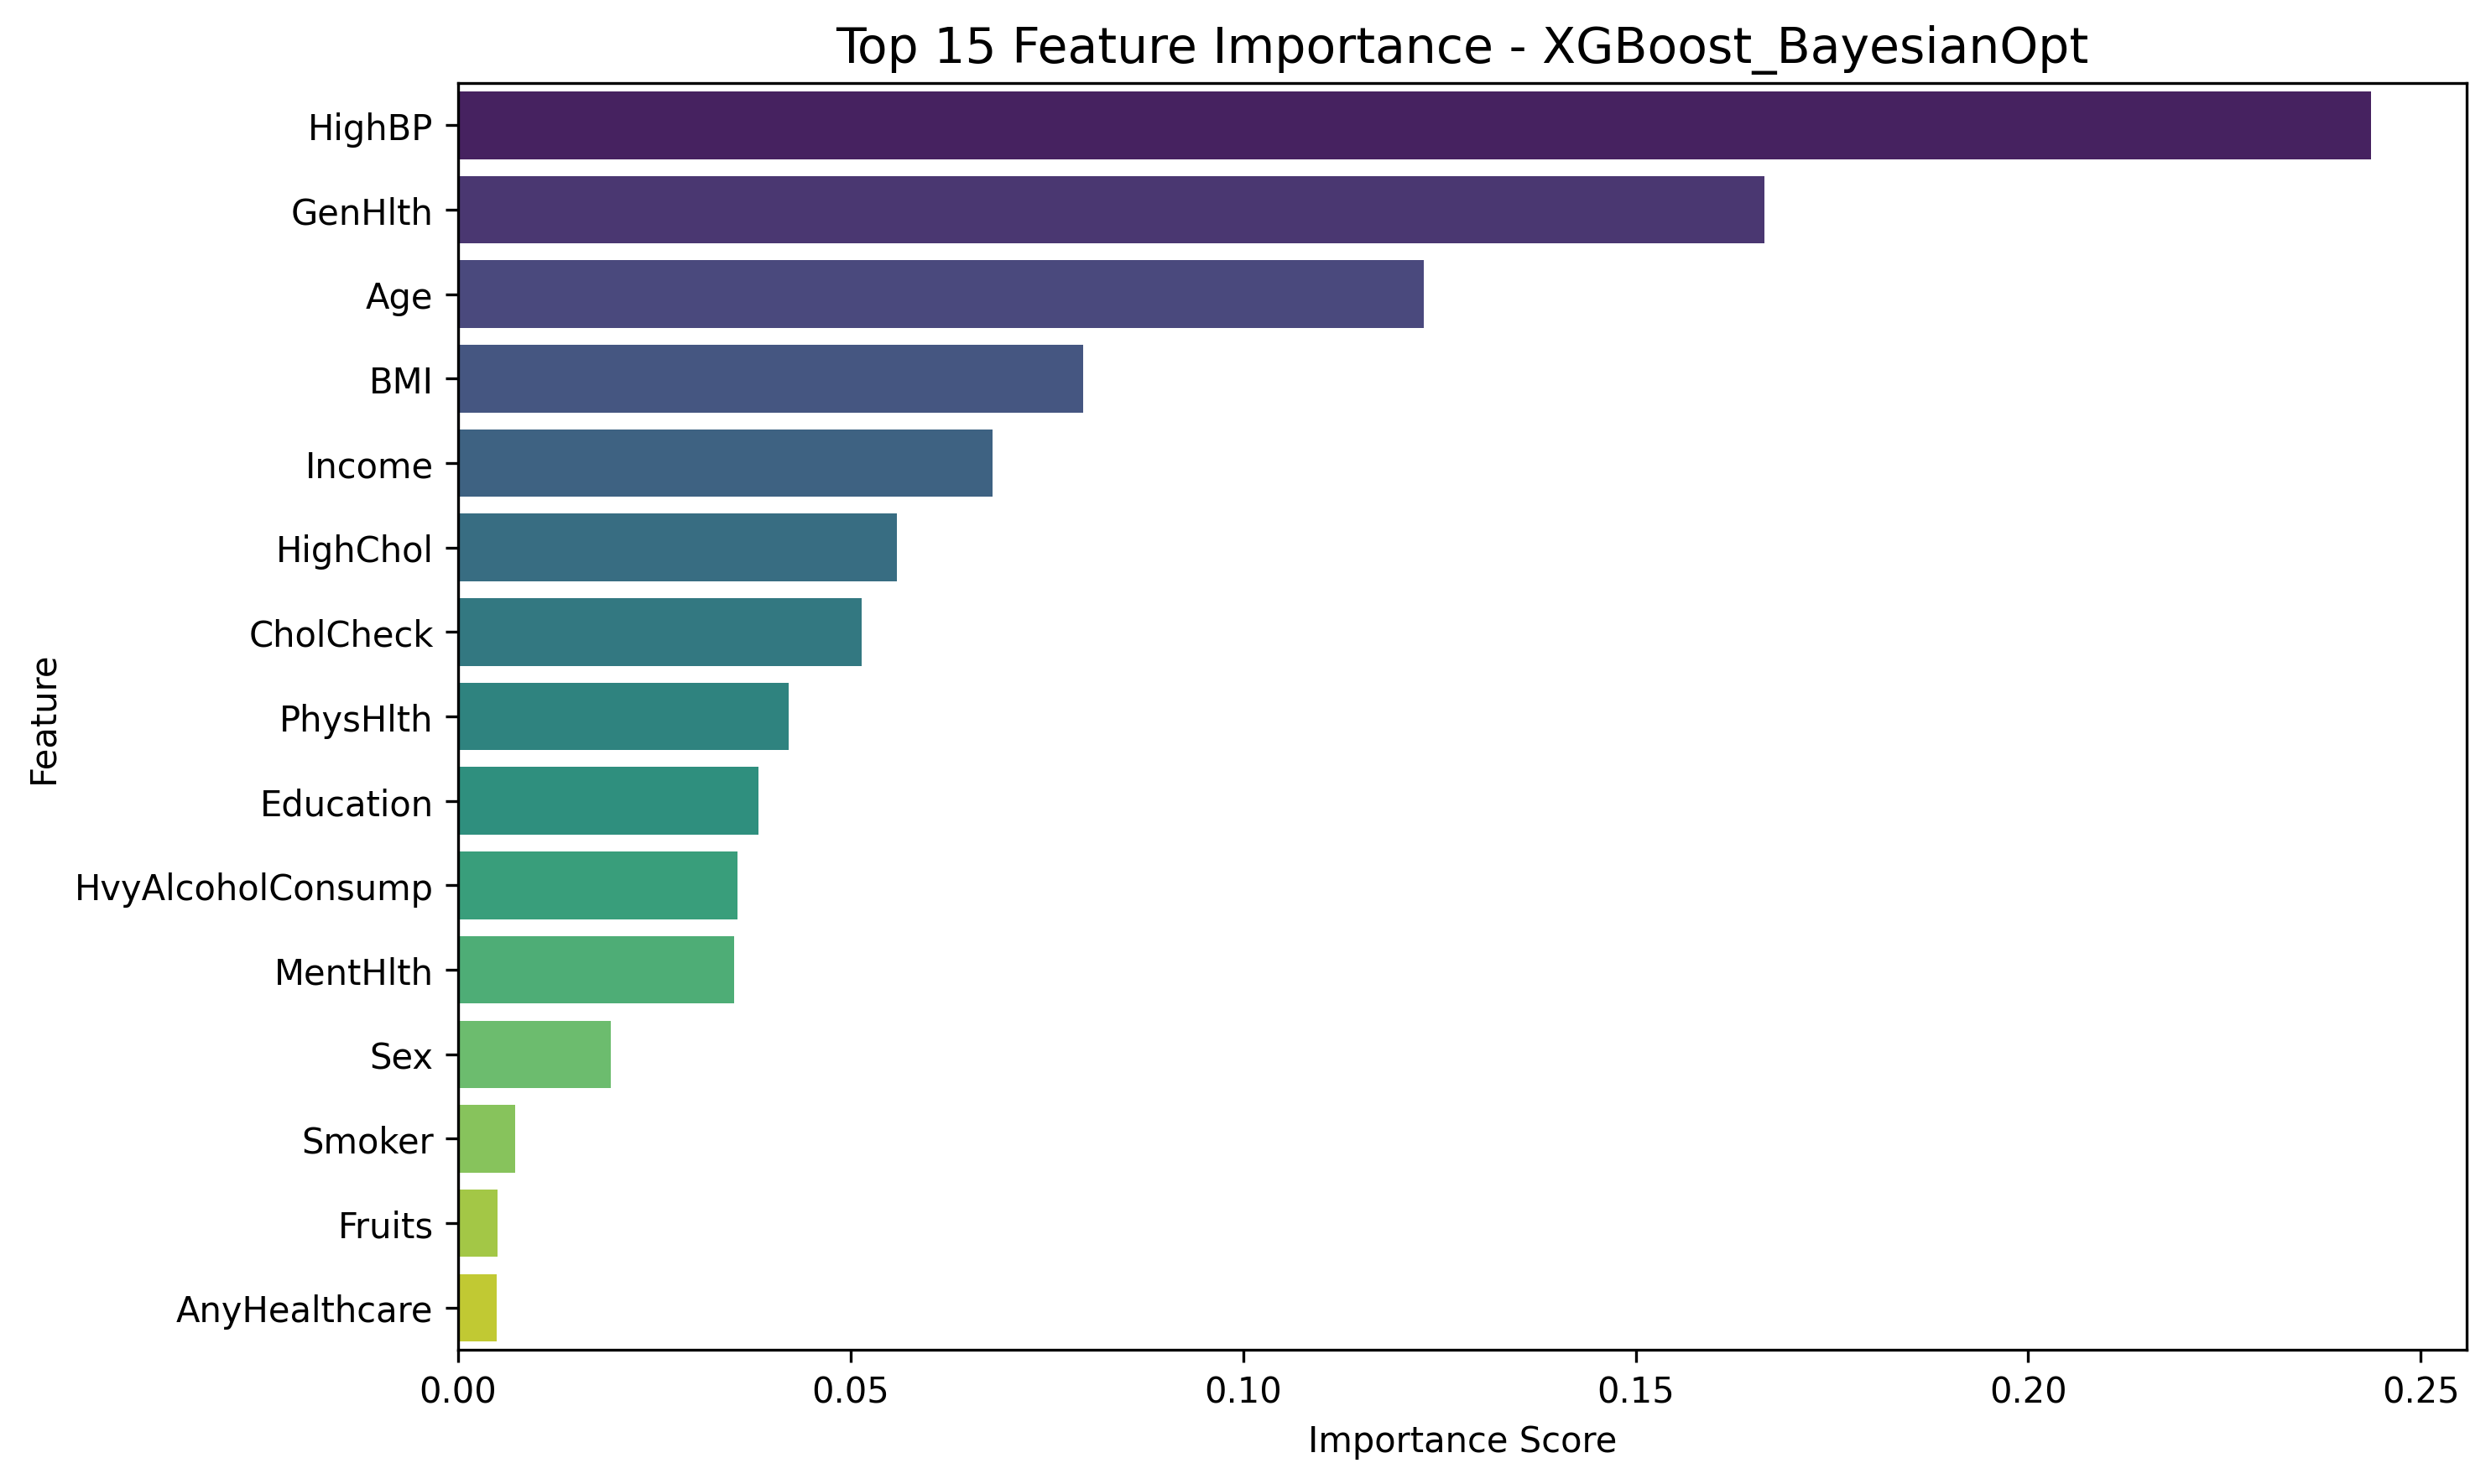 Top 15 Feature Importance - XGBoost_BayesianOpt
HighBP
GenHlth
Age
BMI
Income
HighChol
CholCheck
PhysHlth
Education
HvyAlcoholConsump
MentHlth
Sex
Smoker
Fruits
AnyHealthcare
Feature
0.00 0.05 0.10 0.15 0.20 0.25
Importance Score